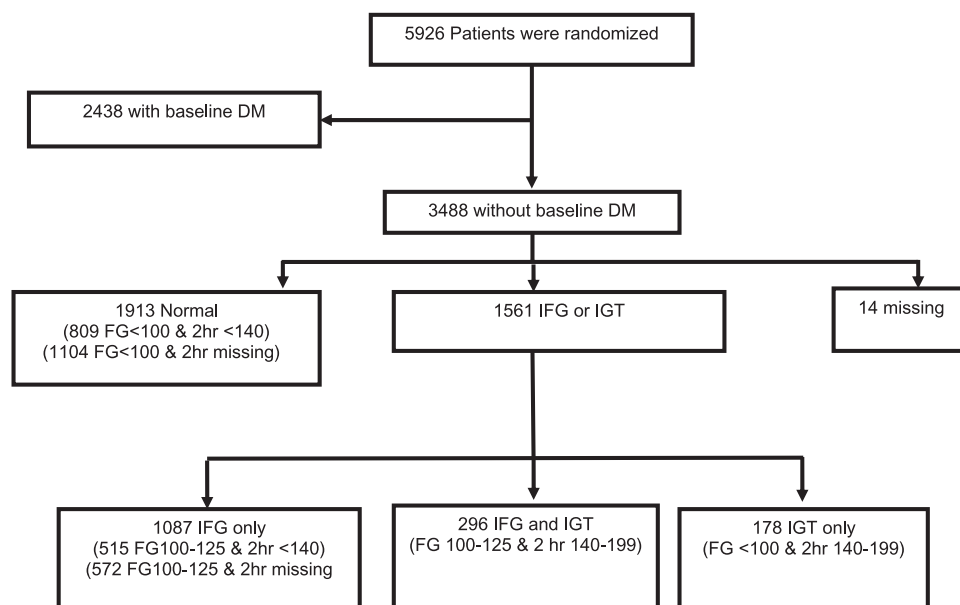 5926 Patients were randomized
2438 with baseline DM
3488 without baseline DM
1913 Normal
(809 FG<100 & 2hr <140)
(1104 FG<100 & 2hr missing)
1561 IFG or IGT
14 missing
1087 IFG only
(515 FG100-125 & 2hr <140)
(572 FG100-125 & 2hr missing
296 IFG and IGT
(FG 100-125 & 2 hr 140-199)
178 IGT only
(FG <100 & 2hr 140-199)